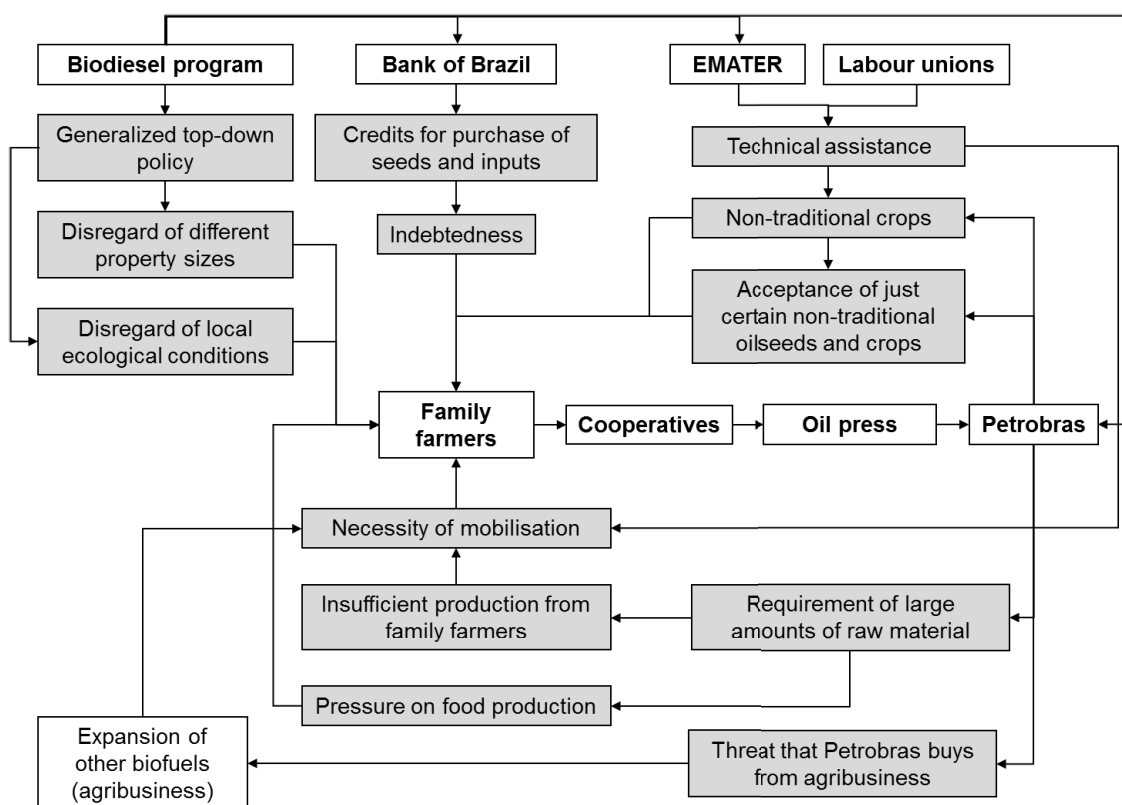 Biodiesel program
Bank of Brazil
EMATER
Labour unions
Generalized top-down
policy
Credits for purchase of
seeds and inputs
Technical assistance
Disregard of different
property sizes
Indebtedness
Non-traditional crops
Disregard of local
ecological conditions
Acceptance of just
certain non-traditional
oilseeds and crops
Family
farmers
Cooperatives
Oil press
Petrobras
Necessity of mobilisation
Insufficient production from
family farmers
Requirement of large
amounts of raw material
Pressure on food production
Expansion of
other biofuels
(agribusiness)
Threat that Petrobras buys
from agribusiness